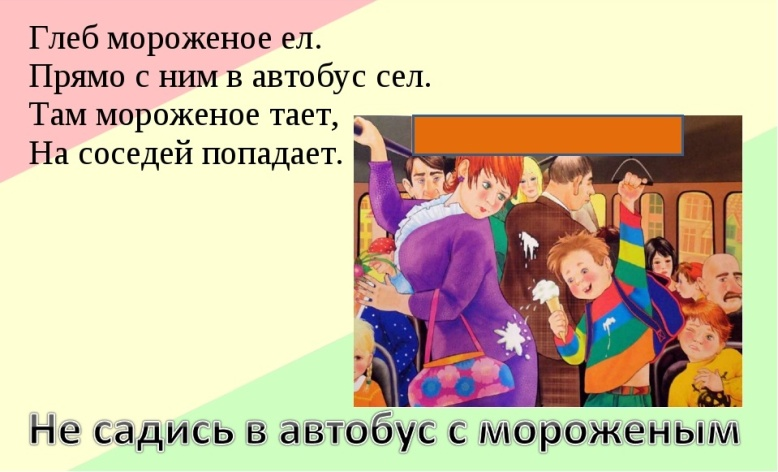 Глеб мороженое ел.
Прямо с ним в автобус сел.
Там мороженое тает,
На соседей попадает.
Не садись в автобус с мороженым